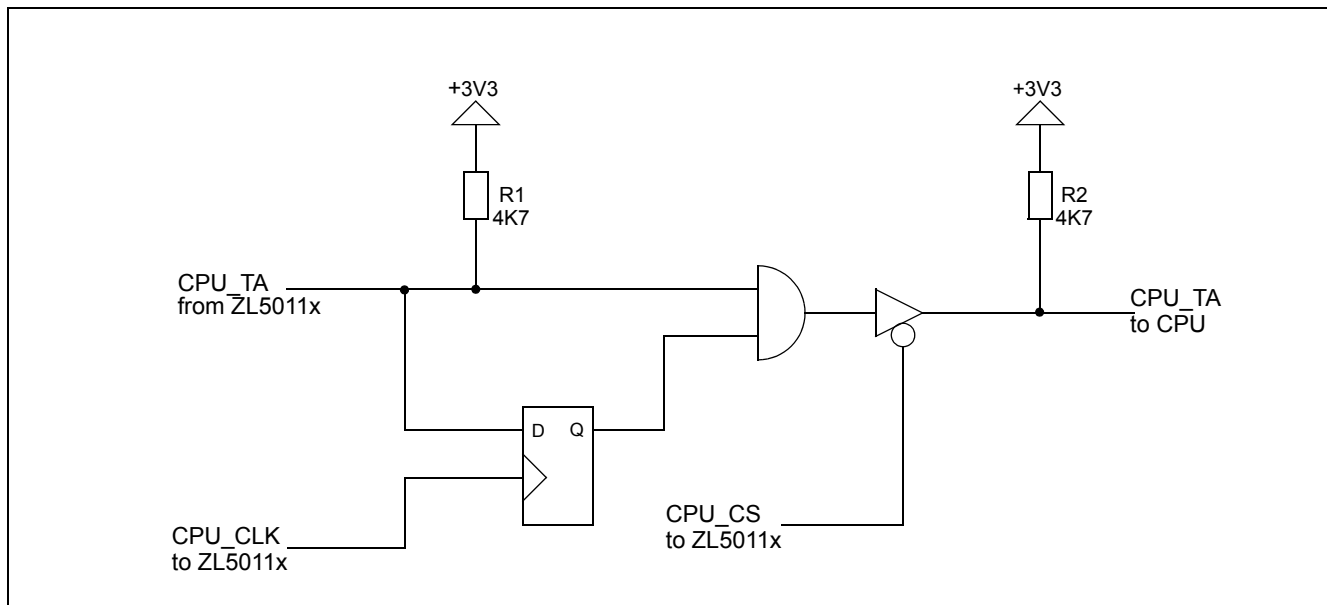 +3V3
+3V3
R1
4K7
R2
4K7
CPU_TA
from ZL5011x
CPU_TA
to CPU
D Q
CPU_CLK
to ZL5011x
CPU_CS
to ZL5011x